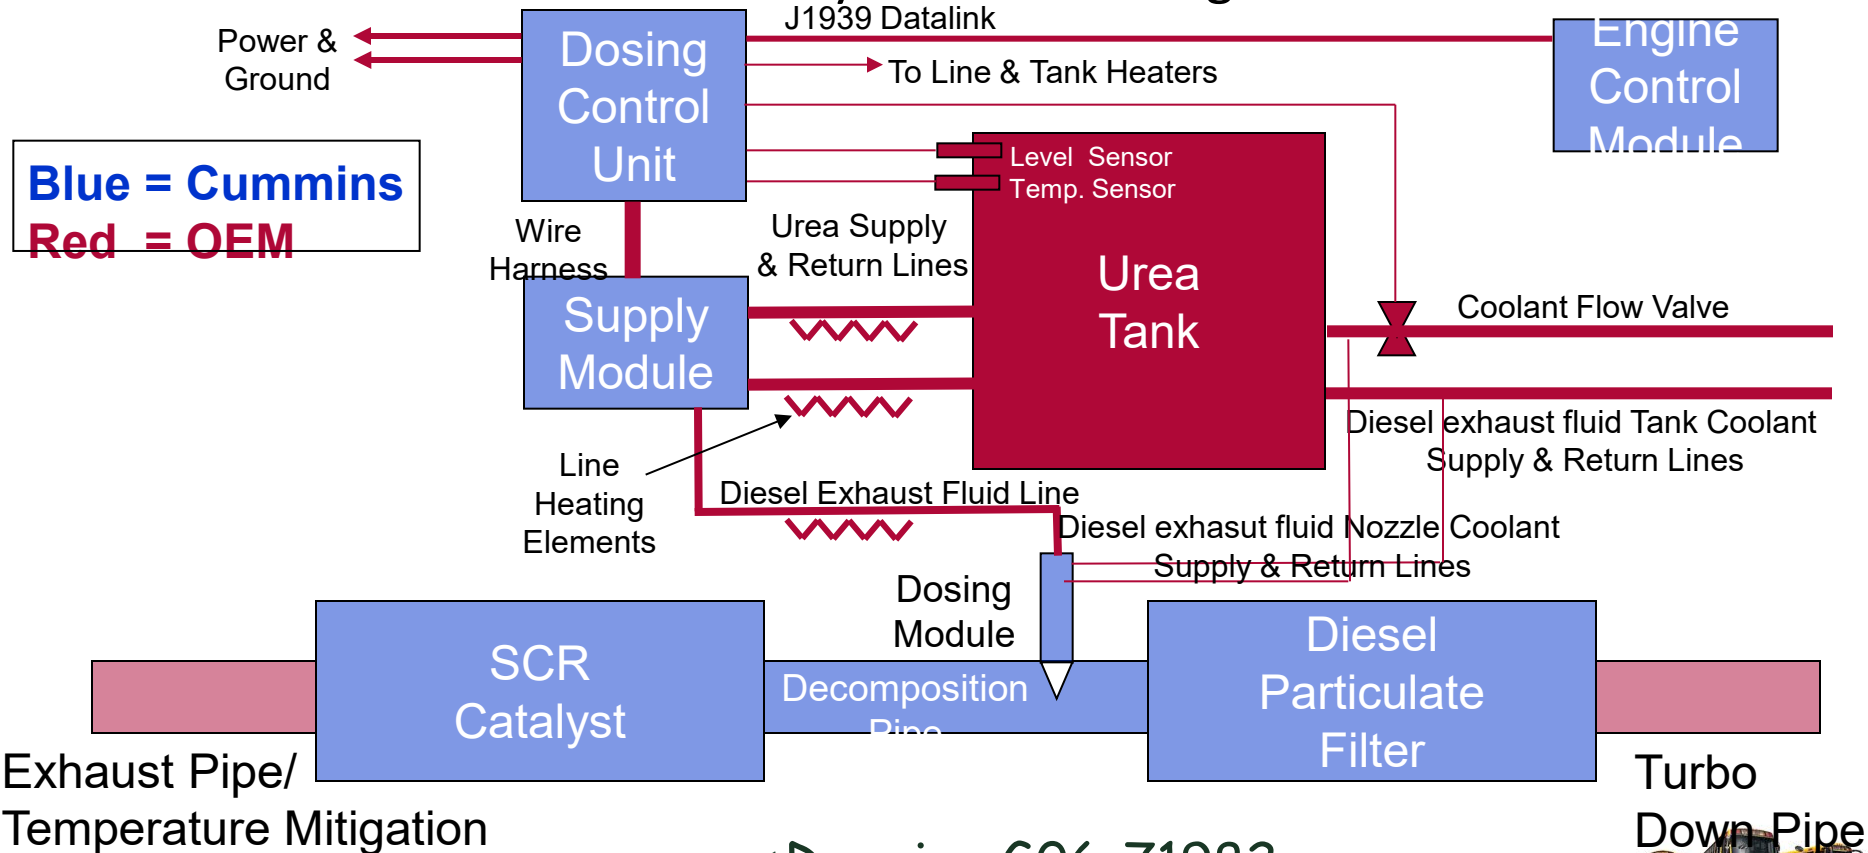 J1939 Datalink
Power &
Ground
Dosing
Control
Unit
To Line & Tank Heaters
Engine
Control
Module
Blue = Cummins
Red = OEM
Level Sensor
Temp. Sensor
Wire
Harness
Urea Supply
& Return Lines
Urea
Tank
Supply
Module
Coolant Flow Valve
Diesel exhaust fluid Tank Coolant
Supply & Return Lines
Line
Heating
Elements
Diesel Exhaust Fluid Line
Diesel exhasut fluid Nozzle Coolant
Supply & Return Lines
Dosing
Module
SCR
Catalyst
Decomposition
Pipe
Diesel
Particulate
Filter
Exhaust Pipe/
Temperature Mitigation
Turbo
Down Pipe